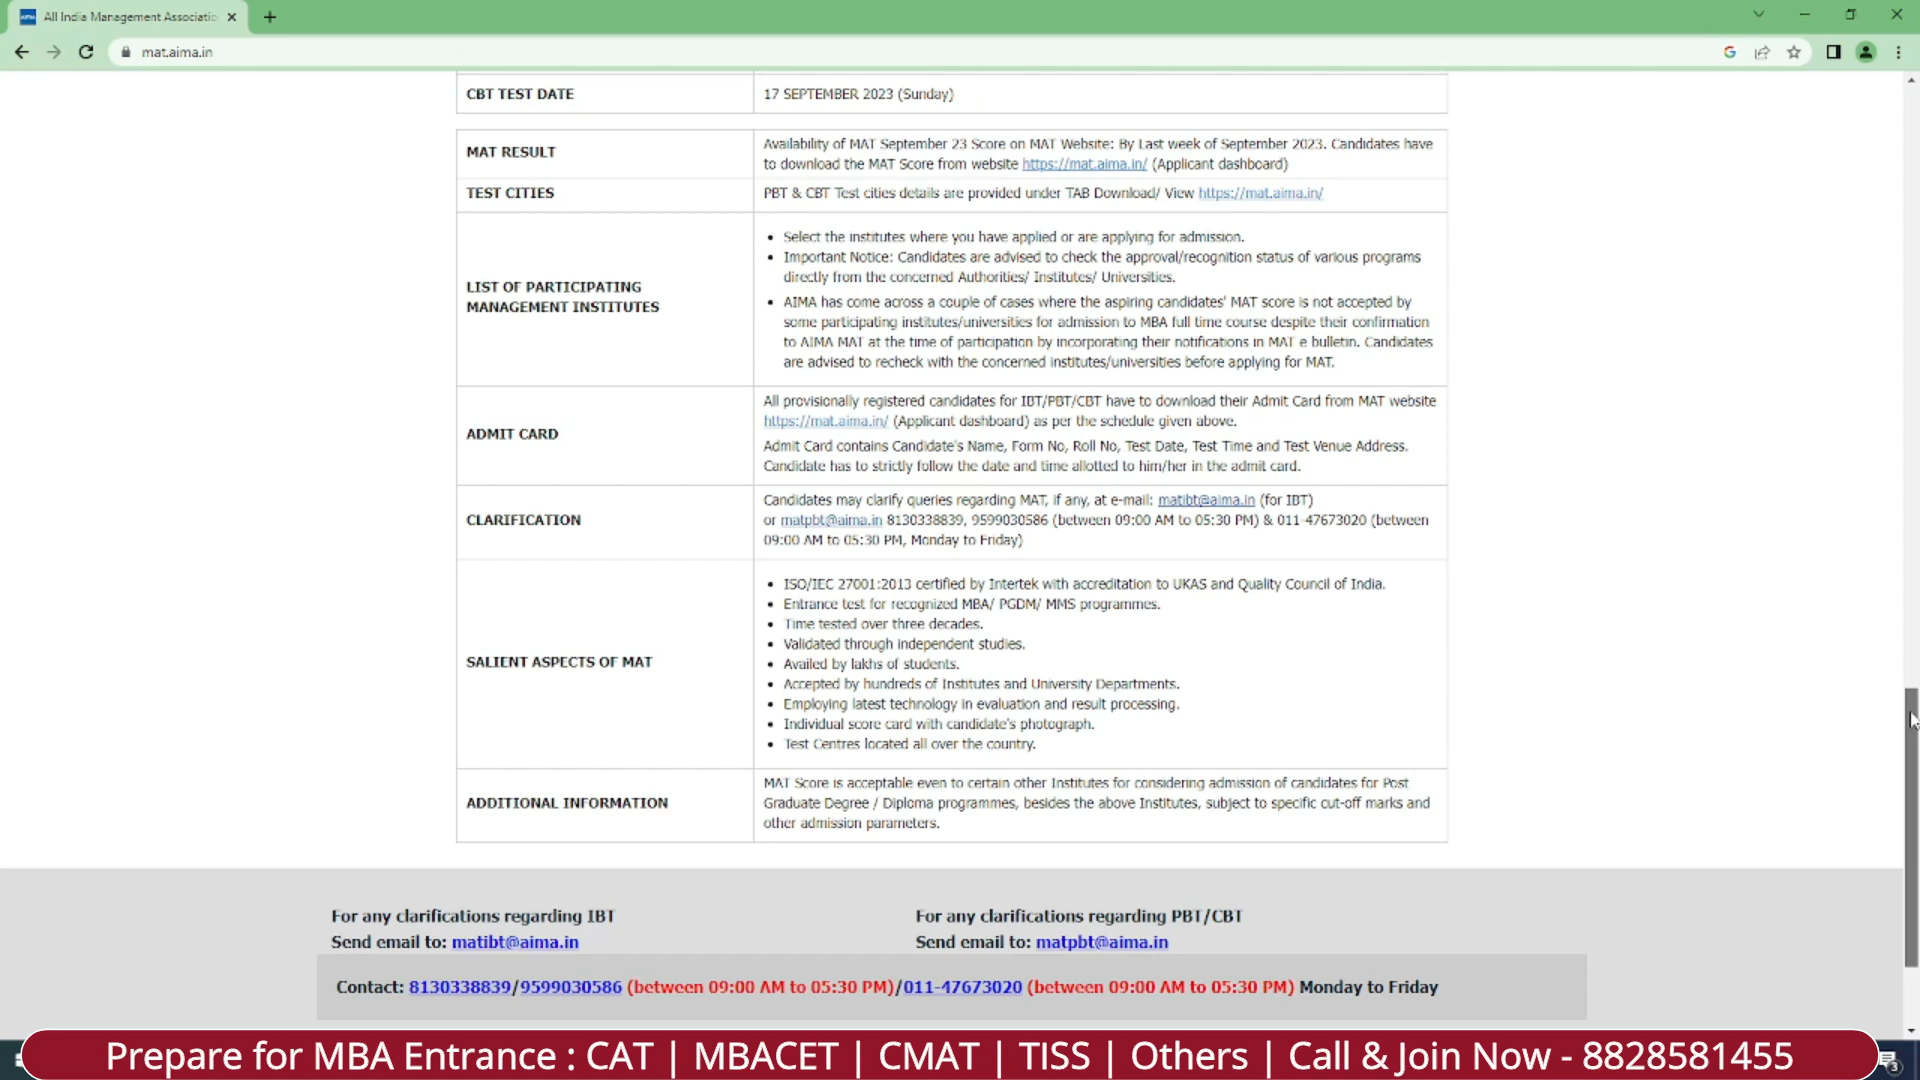 All India Management Associatio
mat.aima.in
CBT TEST DATE
17 SEPTEMBER 2023 (Sunday)
MAT RESULT
Availability of MAT September 23 Score on MAT Website: By Last week of September 2023. Candidates have
to download the MAT Score from website https://mat.aima.in/ (Applicant dashboard)
TEST CITIES
PBT & CBT Test cities details are provided under TAB Download/ View https://mat.aima.in/
LIST OF PARTICIPATING
MANAGEMENT INSTITUTES
• Select the institutes where you have applied or are applying for admission.
• Important Notice: Candidates are advised to check the approval/recognition status of various programs
directly from the concerned Authorities/ Institutes/ Universities.
• AIMA has come across a couple of cases where the aspiring candidates' MAT score is not accepted by
some participating institutes/universities for admission to MBA full time course despite their confirmation
to AIMA MAT at the time of participation by incorporating their notifications in MAT e bulletin. Candidates
are advised to recheck with the concerned institutes/universities before applying for MAT.
ADMIT CARD
All provisionally registered candidates for IBT/PBT/CBT have to download their Admit Card from MAT website
https://mat.aima.in/ (Applicant dashboard) as per the schedule given above.
Admit Card contains Candidate's Name, Form No, Roll No, Test Date, Test Time and Test Venue Address.
Candidate has to strictly follow the date and time allotted to him/her in the admit card.
CLARIFICATION
Candidates may clarify queries regarding MAT, if any, at e-mail: matibt@aima.in (for IBT)
or matpbt@aima.in 8130338839, 9599030586 (between 09:00 AM to 05:30 PM) & 011-47673020 (between
09:00 AM to 05:30 PM, Monday to Friday)
SALIENT ASPECTS OF MAT
• ISO/IEC 27001:2013 certified by Intertek with accreditation to UKAS and Quality Council of India.
• Entrance test for recognized MBA/ PGDM/ MMS programmes.
• Time tested over three decades.
• Validated through independent studies.
• Availed by lakhs of students.
• Accepted by hundreds of Institutes and University Departments.
• Employing latest technology in evaluation and result processing.
• Individual score card with candidate's photograph.
• Test Centres located all over the country.
ADDITIONAL INFORMATION
MAT Score is acceptable even to certain other Institutes for considering admission of candidates for Post
Graduate Degree / Diploma programmes, besides the above Institutes, subject to specific cut-off marks and
other admission parameters.
For any clarifications regarding IBT
Send email to: matibt@aima.in
For any clarifications regarding PBT/CBT
Send email to: matpbt@aima.in
Contact: 8130338839/9599030586 (between 09:00 AM to 05:30 PM)/011-47673020 (between 09:00 AM to 05:30 PM) Monday to Friday
Prepare for MBA Entrance : CAT | MBACET | CMAT | TISS | Others | Call & Join Now - 8828581455
3